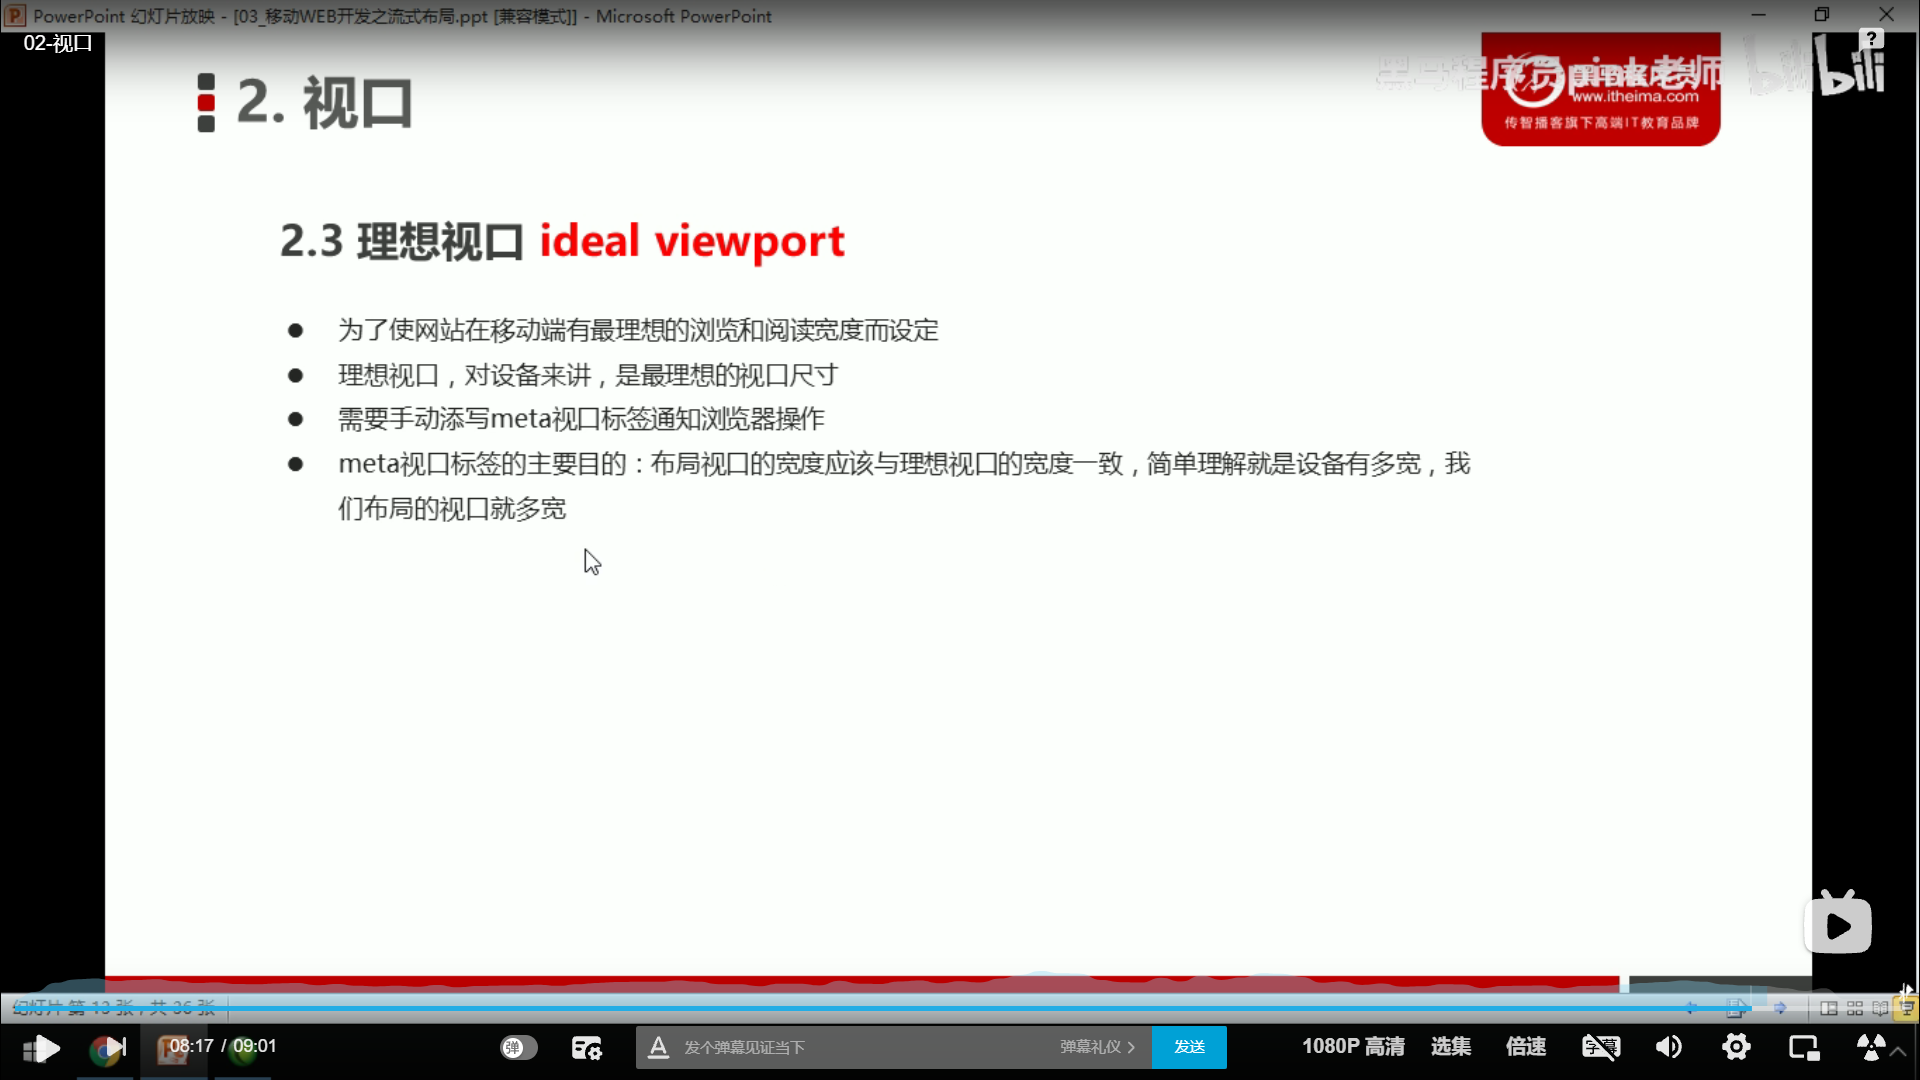 PowerPoint 幻灯片放映 - [03_移动WEB开发之流式布局.ppt [兼容模式]] - Microsoft PowerPoint
02-视口
2. 视口
黑马程序员pink老师
bilibili
www.itheima.com
传智播客旗下高端IT教育品牌
2.3 理想视口 ideal viewport
为了使网站在移动端有最理想的浏览和阅读宽度而设定
理想视口，对设备来讲，是最理想的视口尺寸
需要手动添写meta视口标签通知浏览器操作
meta视口标签的主要目的：布局视口的宽度应该与理想视口的宽度一致，简单理解就是设备有多宽，我
们布局的视口就多宽
幻灯片 第 13 张，共 36 张
08:17 / 09:01
弹
发个弹幕见证当下
弹幕礼仪
发送
1080P 高清
选集
倍速
字幕